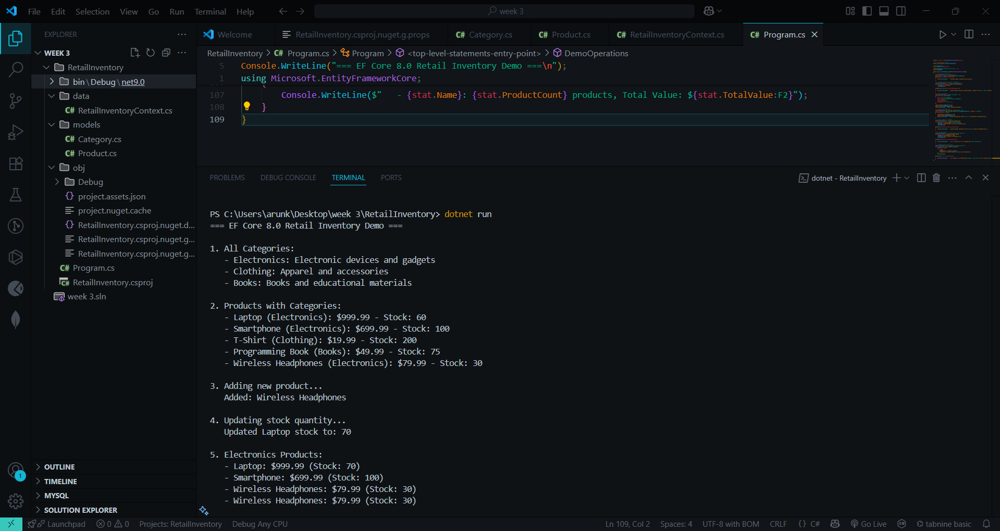 File Edit Selection View Go Run Terminal Help
week 3
EXPLORER
WEEK 3
RetailInventory
bin\Debug\net9.0
data
C# RetailInventoryContext.cs
models
C# Category.cs
C# Product.cs
obj
Debug
{} project.assets.json
project.nuget.cache
{} RetailInventory.csproj.nuget.d...
RetailInventory.csproj.nuget.g...
RetailInventory.csproj.nuget.g...
C# Program.cs
RetailInventory.csproj
week 3.sln
OUTLINE
TIMELINE
MYSQL
SOLUTION EXPLORER
1
Welcome
RetailInventory.csproj.nuget.g.props
C# Category.cs
C# Product.cs
C# RetailInventoryContext.cs
C# Program.cs
RetailInventory > C# Program.cs > Program > <top-level-statements-entry-point> > DemoOperations
5 Console.WriteLine("=== EF Core 8.0 Retail Inventory Demo ===\n");
1 using Microsoft.EntityFrameworkCore;
{
107 Console.WriteLine($"   - {stat.Name}: {stat.ProductCount} products, Total Value: ${stat.TotalValue:F2}");
108 }
109 }
PROBLEMS DEBUG CONSOLE TERMINAL PORTS
dotnet - RetailInventory
PS C:\Users\arunk\Desktop\week 3\RetailInventory> dotnet run
=== EF Core 8.0 Retail Inventory Demo ===
1. All Categories:
- Electronics: Electronic devices and gadgets
- Clothing: Apparel and accessories
- Books: Books and educational materials
2. Products with Categories:
- Laptop (Electronics): $999.99 - Stock: 60
- Smartphone (Electronics): $699.99 - Stock: 100
- T-Shirt (Clothing): $19.99 - Stock: 200
- Programming Book (Books): $49.99 - Stock: 75
- Wireless Headphones (Electronics): $79.99 - Stock: 30
3. Adding new product...
Added: Wireless Headphones
4. Updating stock quantity...
Updated Laptop stock to: 70
5. Electronics Products:
- Laptop: $999.99 (Stock: 70)
- Smartphone: $699.99 (Stock: 100)
- Wireless Headphones: $79.99 (Stock: 30)
- Wireless Headphones: $79.99 (Stock: 30)
Launchpad 0 0 Projects: RetailInventory Debug Any CPU
Ln 109, Col 2 Spaces: 4 UTF-8 with BOM CRLF {} C# Go Live tabnine basic